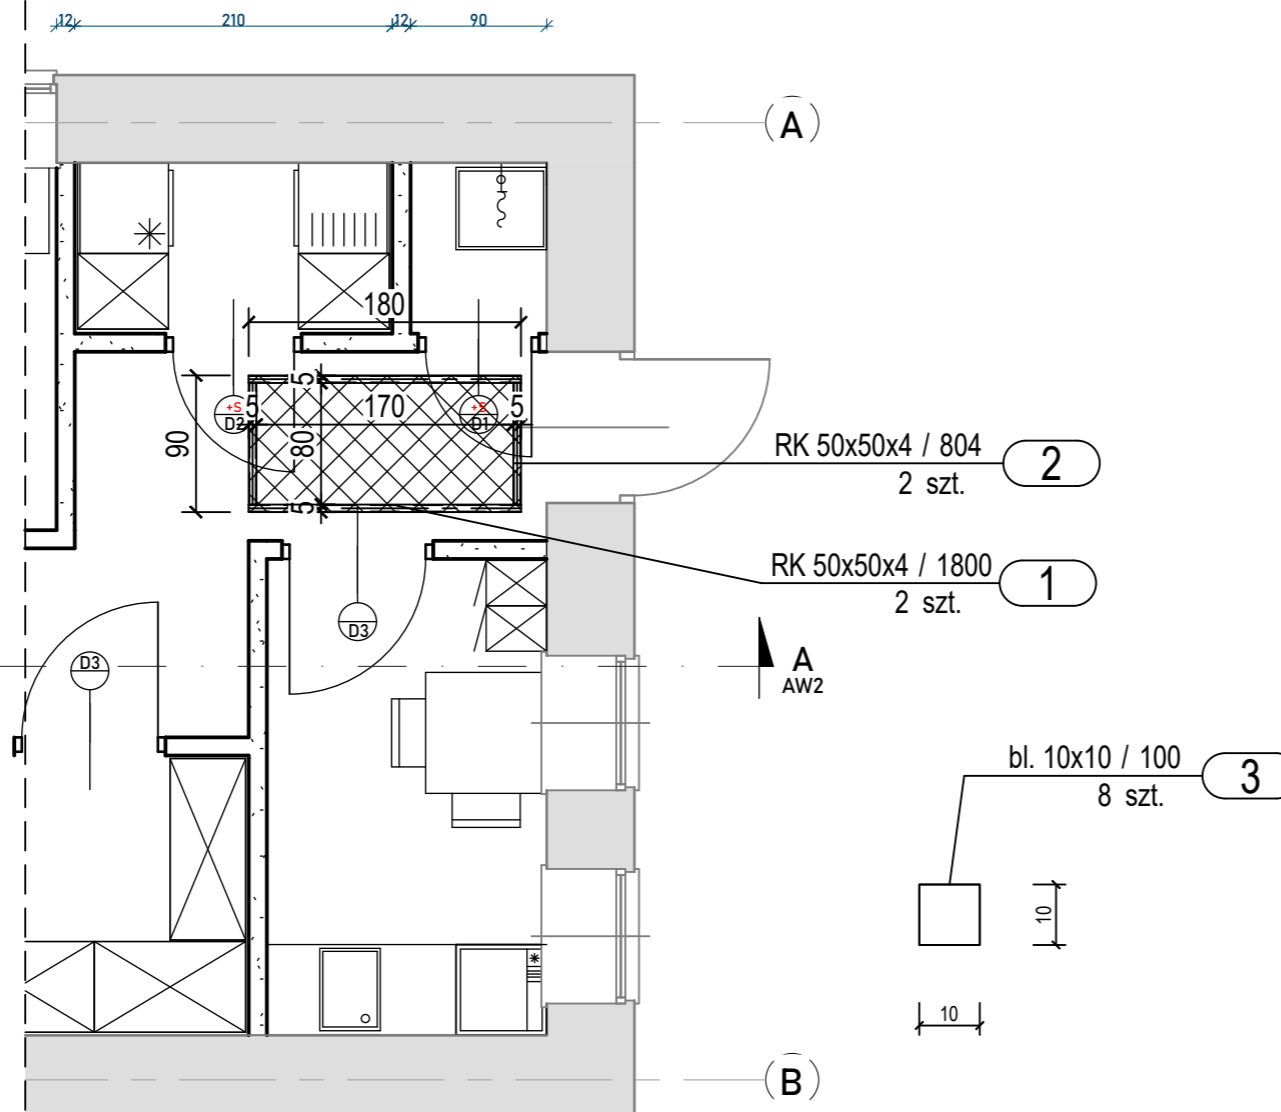 12 210 12 90
A
180
5
+S
D2
5 170
+S
D1
5
90 80
5
RK 50x50x4 / 804 2
2 szt.
RK 50x50x4 / 1800 1
2 szt.
D3
D3
A
AW2
bl. 10x10 / 100 3
8 szt.
10
10
B